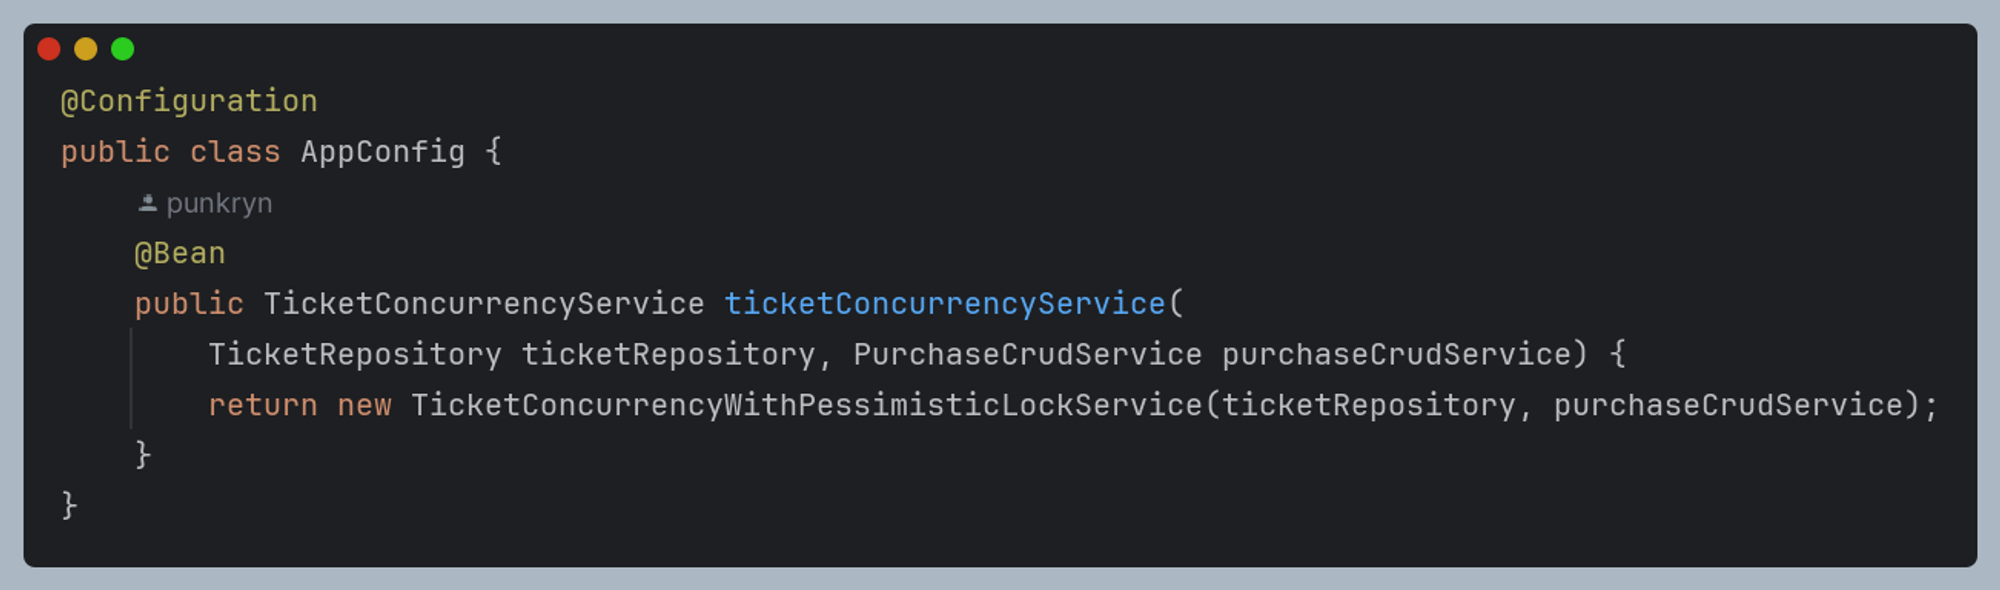 @Configuration
public class AppConfig {
punkryn
@Bean
public TicketConcurrencyService ticketConcurrencyService(
TicketRepository ticketRepository, PurchaseCrudService purchaseCrudService) {
return new TicketConcurrencyWithPessimisticLockService(ticketRepository, purchaseCrudService);
}
}